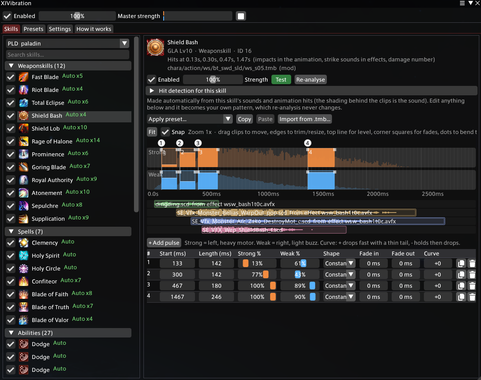 XIVibration
Enabled 100% Master strength
Skills Presets Settings How it works
PLD paladin
Search skills...
Weaponskills (12)
Fast Blade Auto x5
Riot Blade Auto x4
Total Eclipse Auto x6
Shield Bash Auto x4
Shield Lob Auto x10
Rage of Halone Auto x14
Prominence Auto x6
Goring Blade Auto x7
Royal Authority Auto x9
Atonement Auto x10
Sepulchre Auto x8
Supplication Auto x9
Spells (7)
Clemency Auto
Holy Spirit Auto
Holy Circle Auto
Confiteor Auto x7
Blade of Faith Auto x8
Blade of Truth Auto x7
Blade of Valor Auto x4
Abilities (27)
Dodge Auto
Dodge Auto
Dodge Auto
Shield Bash
GLA Lv10 · Weaponskill · ID 16
Hits at 0.13s, 0.30s, 0.47s, 1.47s (impacts in the animation, strike sounds in effects, damage number)
chara/action/ws/bt_swd_sld/ws_s05.tmb (mod)
Enabled 100% Strength Test Re-analyse
Hit detection for this skill
Made automatically from this skill's sounds and animation hits (the shading behind the clips is the sound). Edit anything
below and it becomes your own pattern, which re-analysis never changes.
Apply preset... Copy Paste Import from .tmb...
Fit Snap Zoom 1x · drag clips to move, edges to trim/resize, top line for level, corner squares for fades, dots to bend
1 2 3 4
Stro
Weak
0.0s 500ms 1500ms 2000ms 2500ms
+ Add pulse Strong = left, heavy motor. Weak = right, light buzz. Curve: + drops fast with a thin tail, - holds then drops.
# Start (ms) Length (ms) Strong % Weak % Shape Fade in Fade out Curve
1 133 142 13% 61% Constan 0 ms 0 ms +0
2 300 142 77% 43% Constan 0 ms 0 ms +0
3 467 180 100% 89% Constan 0 ms 0 ms +0
4 1467 246 100% 90% Constan 0 ms 0 ms +0